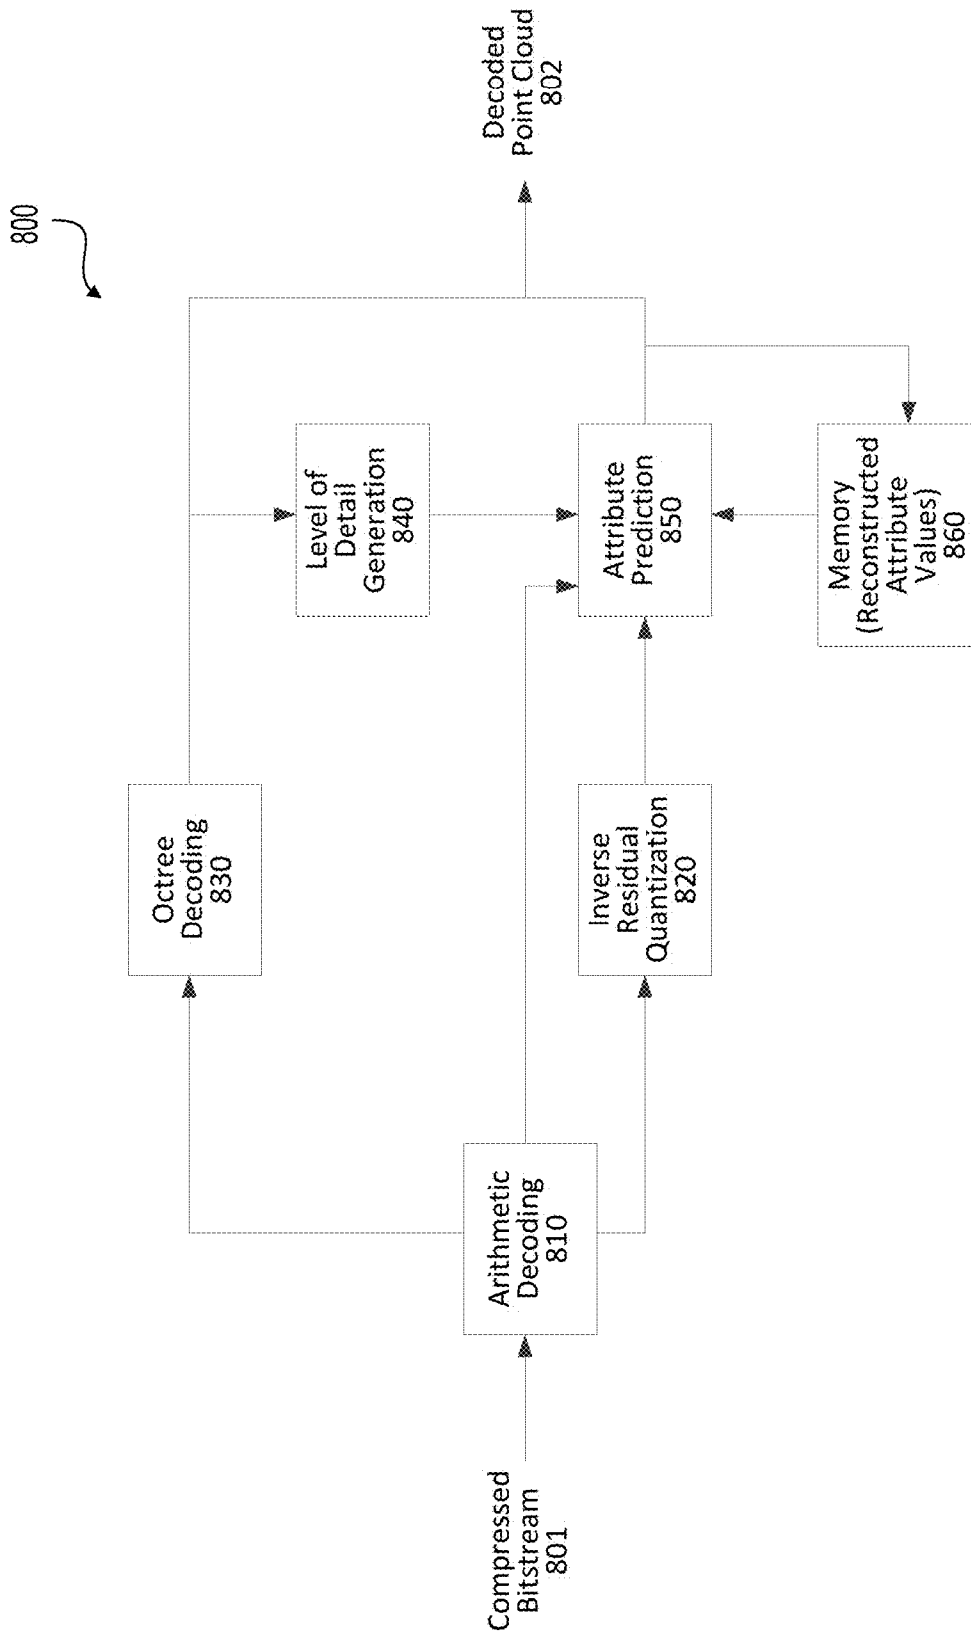 800
Compressed
Bitstream
801
Arithmetic
Decoding
810
Octree
Decoding
830
Inverse
Residual
Quantization
820
Level of
Detail
Generation
840
Attribute
Prediction
850
Memory
(Reconstructed
Attribute
Values)
860
Decoded
Point Cloud
802